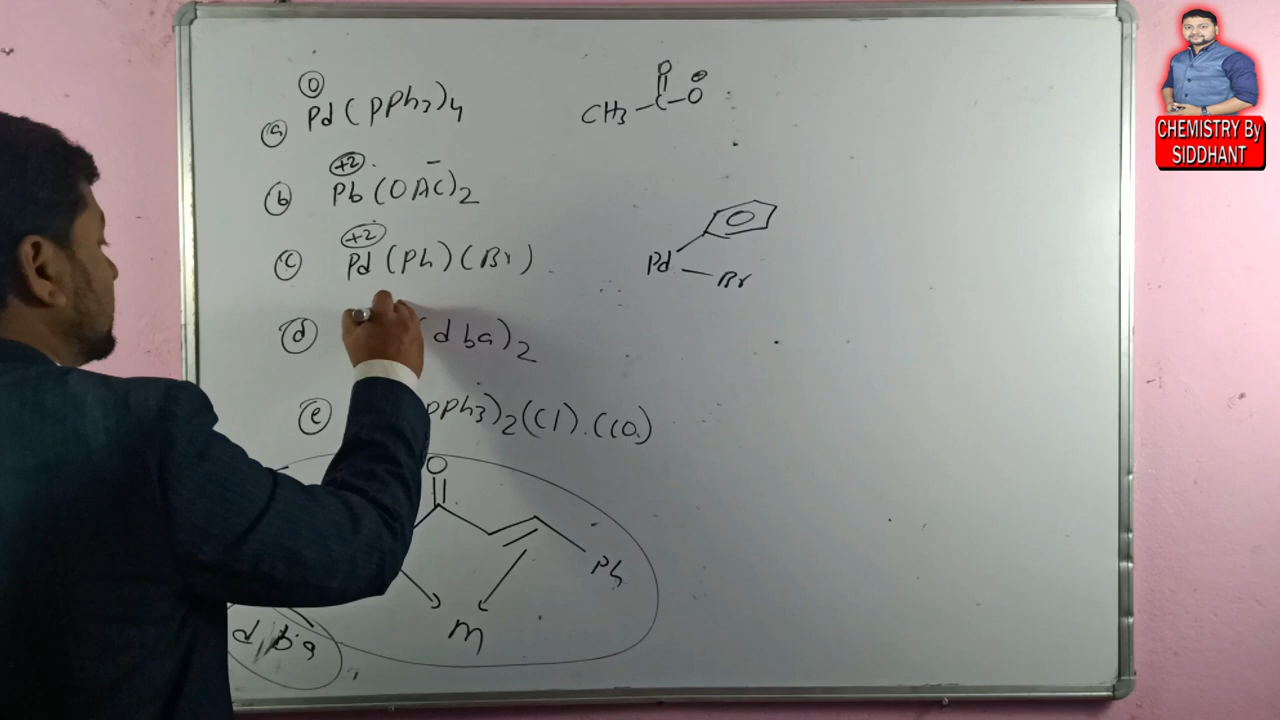 (0)
(a) Pd(PPh3)4
(+2)
(b) Pb(OAC)2
(+2)
(c) Pd(Ph)(Br)
(d) (dba)2
(e) PPh3)2(Cl).(CO)
O
Ph
M
d,ba
O
CH3-C-O
Pd
Br
CHEMISTRY By
SIDDHANT